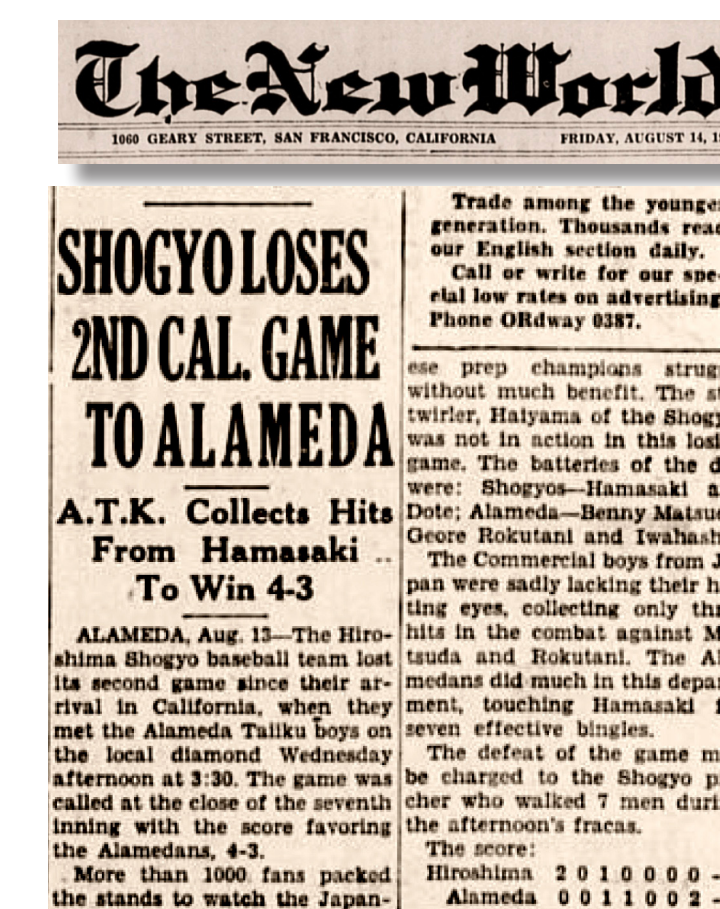 The New World
1060 GEARY STREET, SAN FRANCISCO, CALIFORNIA FRIDAY, AUGUST 14,
SHOGYO LOSES
2ND CAL. GAME
TO ALAMEDA
A.T.K. Collects Hits
From Hamasaki ..
To Win 4-3
ALAMEDA, Aug. 13—The Hiro-
shima Shogyo baseball team lost
its second game since their ar-
rival in California, when they
met the Alameda Taiiku boys on
the local diamond Wednesday
afternoon at 3:30. The game was
called at the close of the seventh
inning with the score favoring
the Alamedans, 4-3.
More than 1000 fans packed
the stands to watch the Japan-
Trade among the younge
generation. Thousands rea
our English section daily.
Call or write for our spe-
cial low rates on advertising
Phone ORdway 0387.
ese prep champions strug
without much benefit. The st
twirler, Haiyama of the Shogy
was not in action in this losi
game. The batteries of the d
were: Shogyos—Hamasaki a
Dote; Alameda—Benny Matsu
Geore Rokutani and Iwahash
The Commercial boys from J
pan were sadly lacking their h
ting eyes, collecting only th
hits in the combat against M
tsuda and Rokutani. The Al
medans did much in this depar
ment, touching Hamasaki f
seven effective bingles.
The defeat of the game m
be charged to the Shogyo p
cher who walked 7 men duri
the afternoon's fracas.
The score:
Hiroshima 2 0 1 0 0 0 0 -
Alameda 0 0 1 1 0 0 2 -